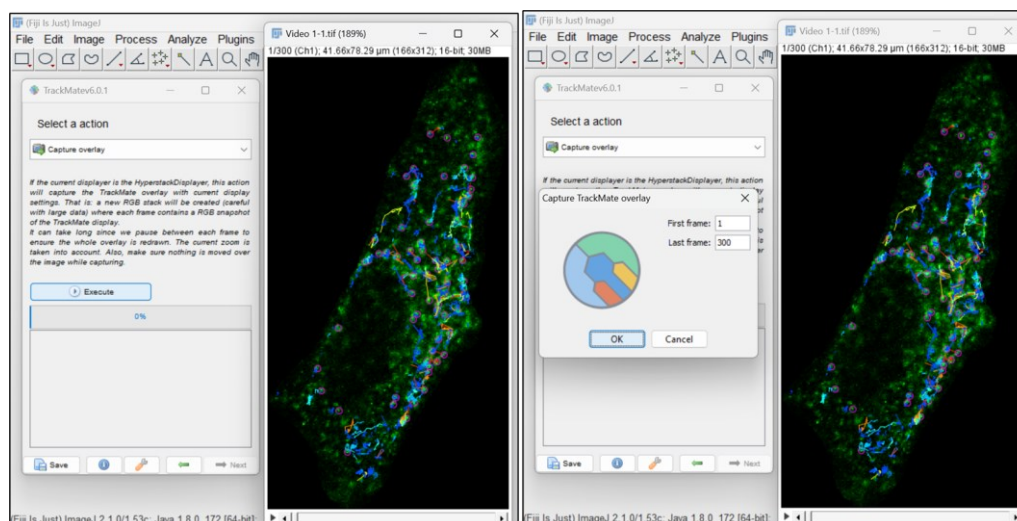 (Fiji Is Just) ImageJ
File Edit Image Process Analyze Plugins
TrackMatev6.0.1
Select a action
Capture overlay
If the current displayer is the HyperstackDisplayer, this action
will capture the TrackMate overlay with current display
settings. That is: a new RGB stack will be created (careful
with large data) where each frame contains a RGB snapshot
of the TrackMate display.
It can take long since we pause between each frame to
ensure the whole overlay is redrawn. The current zoom is
taken into account. Also, make sure nothing is moved over
the image while capturing.
Execute
0%
Save
Next
(Fiji Is Just) ImageJ 2.1.0/1.53c; Java 1.8.0_172 [64-bit];
Video 1-1.tif (189%)
1/300 (Ch1); 41.66x78.29 µm (166x312); 16-bit; 30MB
(Fiji Is Just) ImageJ
File Edit Image Process Analyze Plugins
TrackMatev6.0.1
Select a action
Capture overlay
If the current displayer is the HyperstackDisplayer, this action
Capture TrackMate overlay
First frame: 1
Last frame: 300
OK Cancel
Save
Next
(Fiji Is Just) ImageJ 2.1.0/1.53c; Java 1.8.0_172 [64-bit];
Video 1-1.tif (189%)
1/300 (Ch1); 41.66x78.29 µm (166x312); 16-bit; 30MB